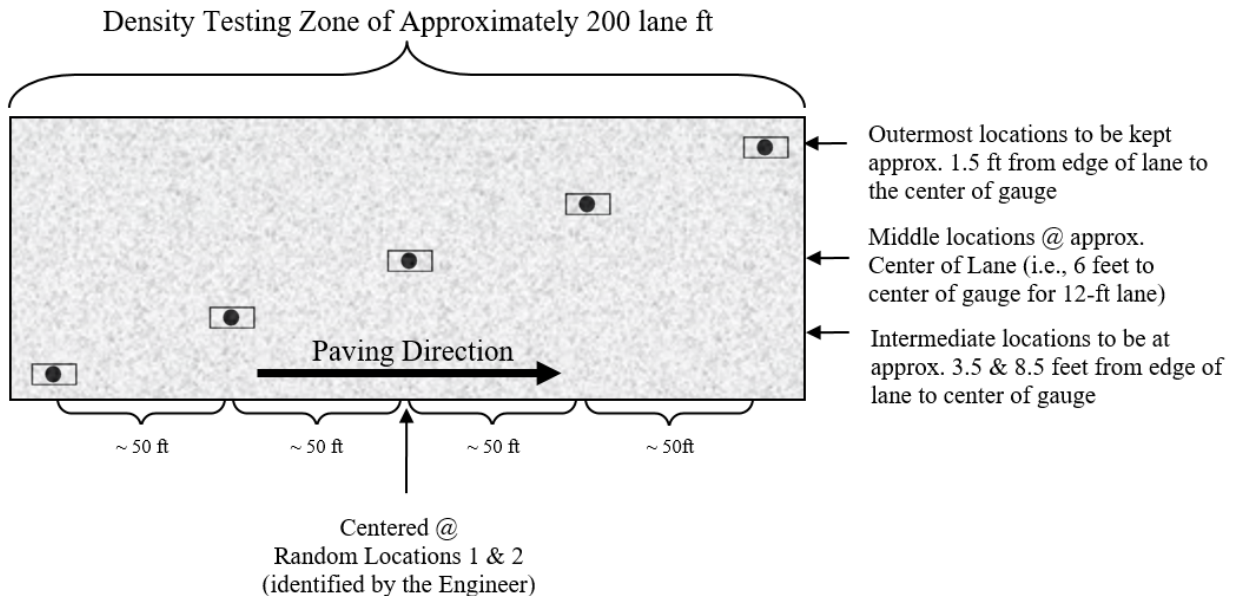 Density Testing Zone of Approximately 200 lane ft
Outermost locations to be kept
approx. 1.5 ft from edge of lane to
the center of gauge
Middle locations @ approx.
Center of Lane (i.e., 6 feet to
center of gauge for 12-ft lane)
Intermediate locations to be at
approx. 3.5 & 8.5 feet from edge of
lane to center of gauge
Paving Direction
~ 50 ft
~ 50 ft
~ 50 ft
~ 50ft
Centered @
Random Locations 1 & 2
(identified by the Engineer)